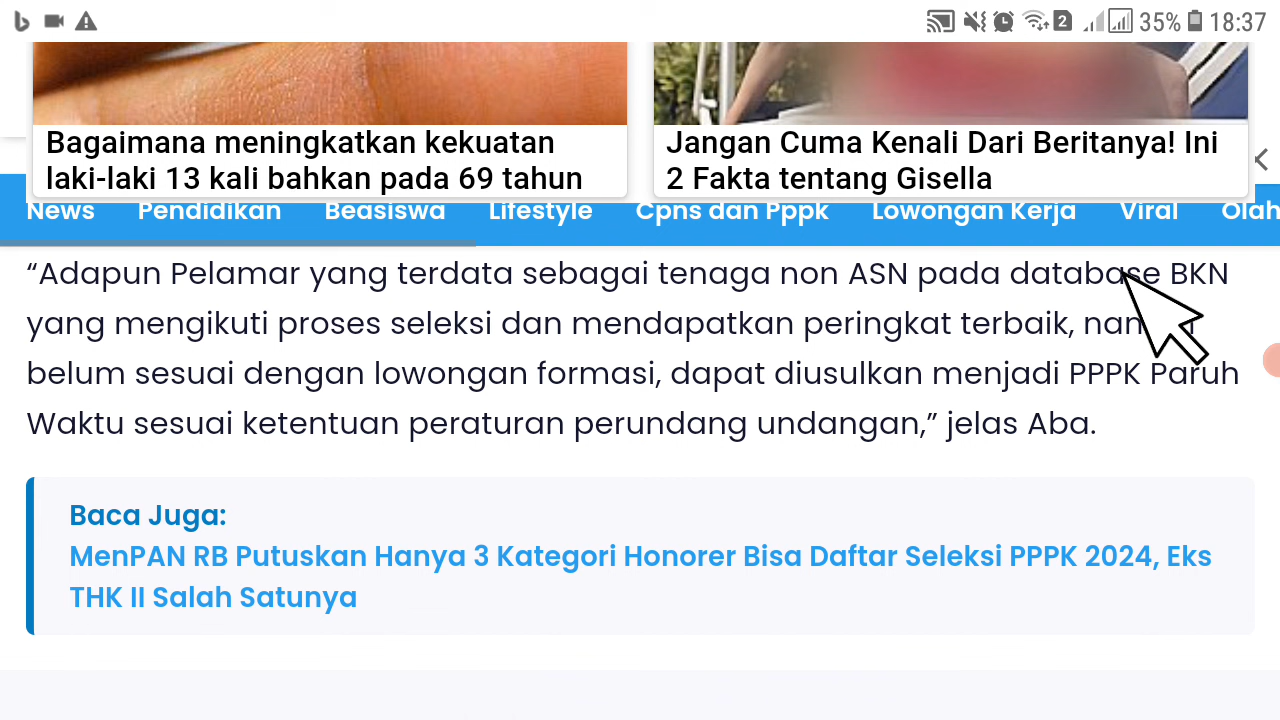 2
35%
18:37
Bagaimana meningkatkan kekuatan
laki-laki 13 kali bahkan pada 69 tahun
Jangan Cuma Kenali Dari Beritanya! Ini
2 Fakta tentang Gisella
News Pendidikan Beasiswa Lifestyle Cpns dan Pppk Lowongan Kerja Viral Olah
“Adapun Pelamar yang terdata sebagai tenaga non ASN pada database BKN
yang mengikuti proses seleksi dan mendapatkan peringkat terbaik,
belum sesuai dengan lowongan formasi, dapat diusulkan menjadi PPPK Paruh
Waktu sesuai ketentuan peraturan perundang undangan,” jelas Aba.
Baca Juga:
MenPAN RB Putuskan Hanya 3 Kategori Honorer Bisa Daftar Seleksi PPPK 2024, Eks
THK II Salah Satunya